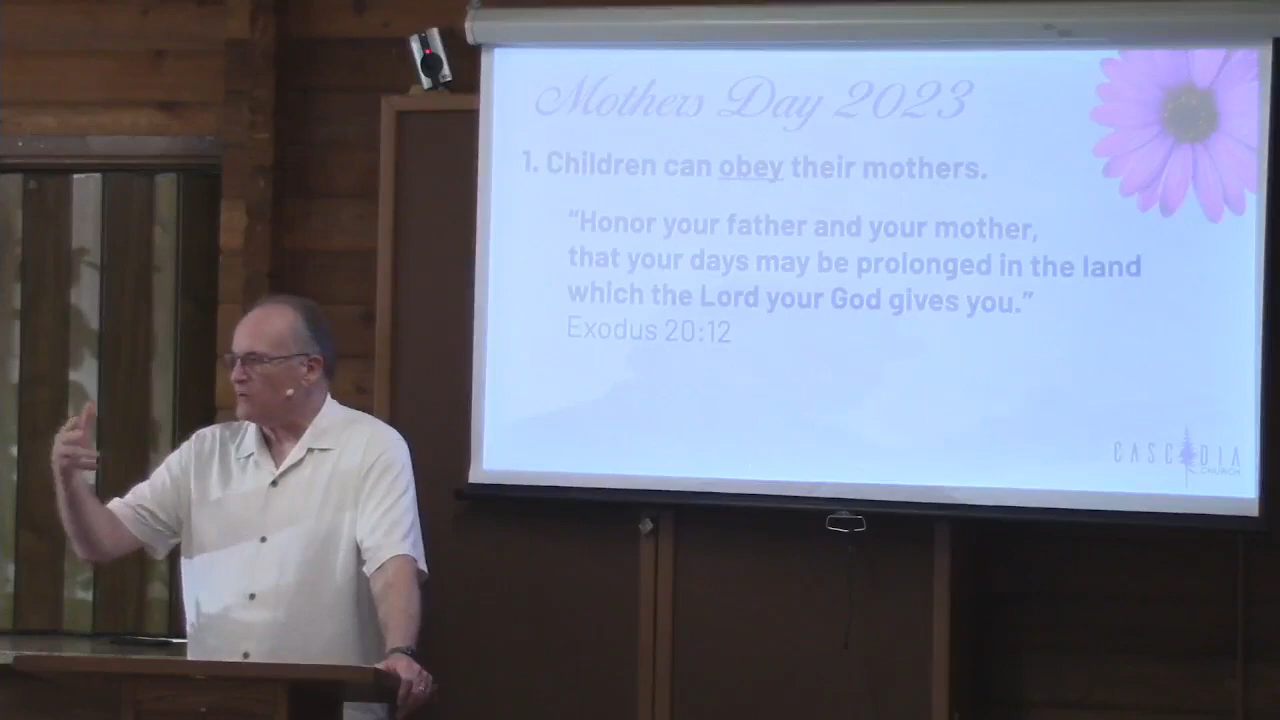 Mothers Day 2023
1. Children can obey their mothers.
“Honor your father and your mother,
that your days may be prolonged in the land
which the Lord your God gives you.”
Exodus 20:12
CASCADIA
CHURCH